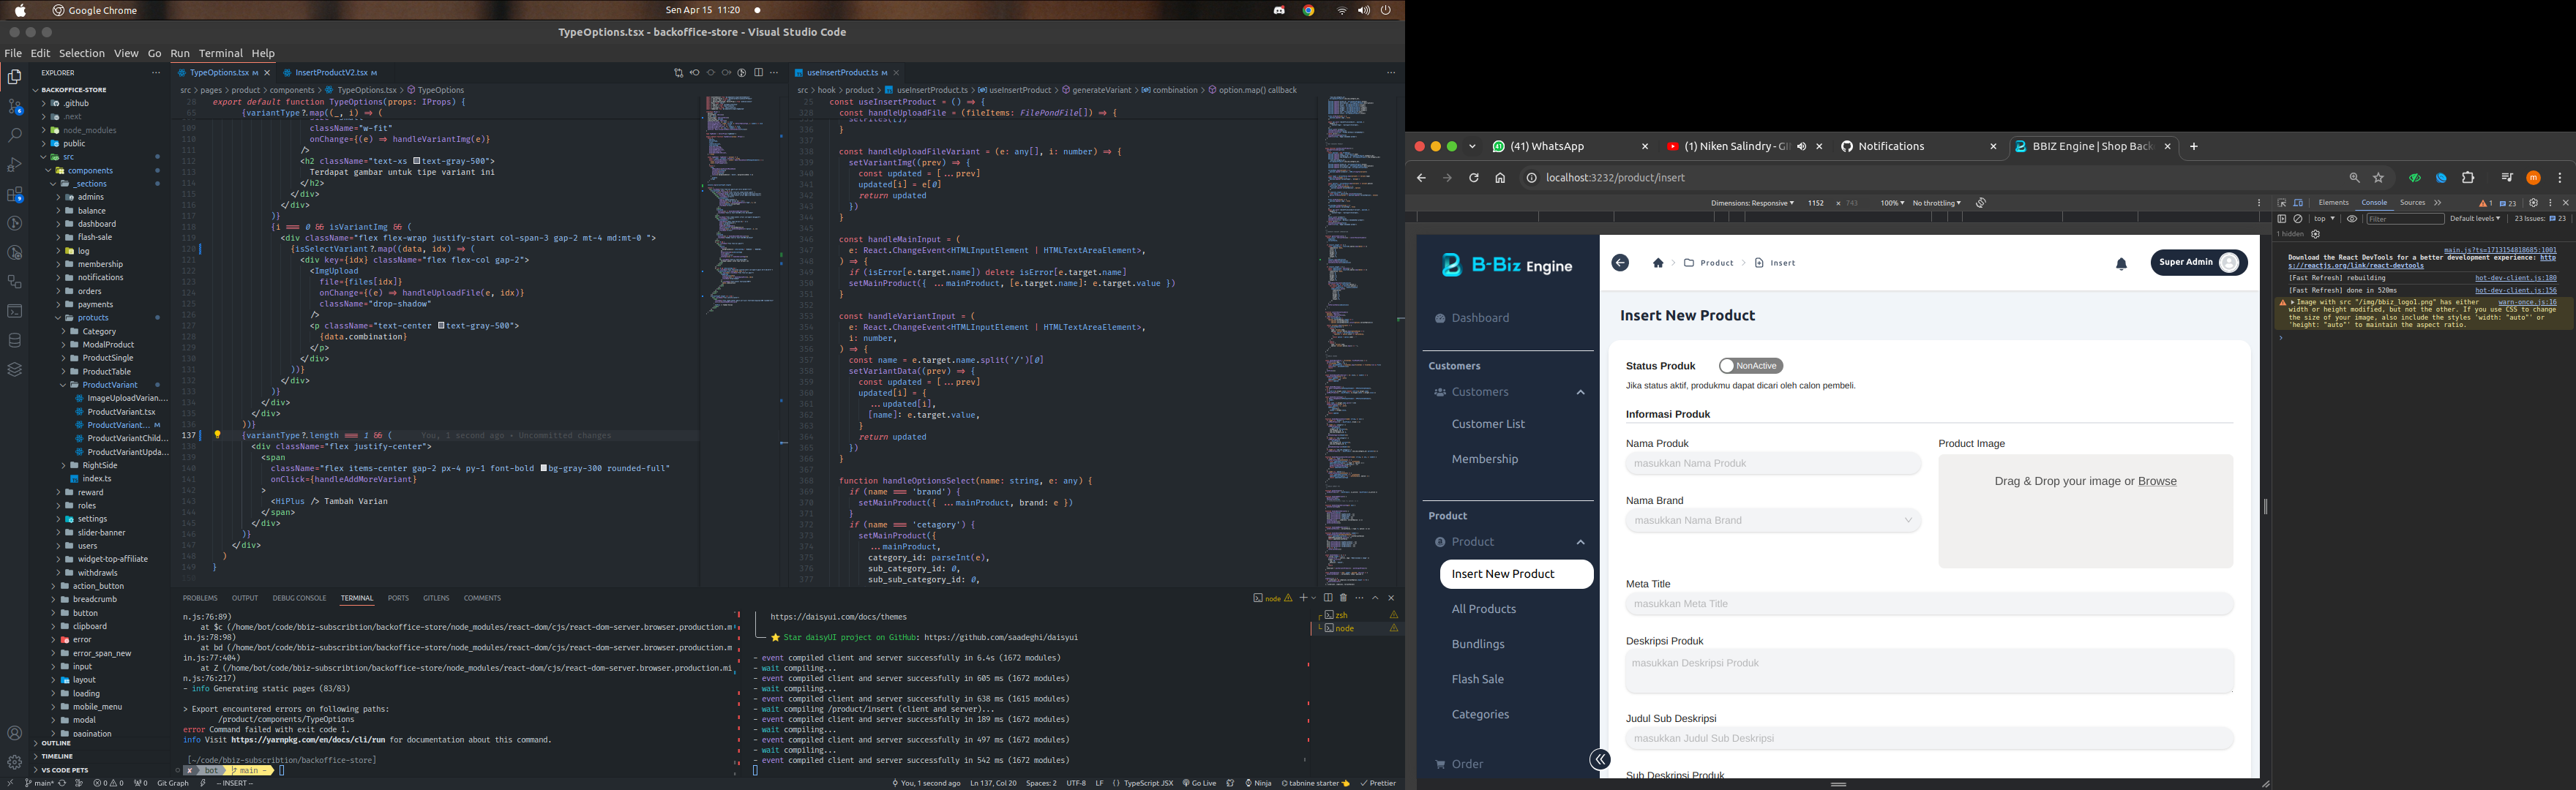 Google Chrome
Sen Apr 15 11:20
TypeOptions.tsx - backoffice-store - Visual Studio Code
File Edit Selection View Go Run Terminal Help
EXPLORER
BACKOFFICE-STORE
.github
.next
node_modules
public
src
components
_sections
admins
balance
dashboard
flash-sale
log
membership
notifications
orders
payments
protucts
Category
ModalProduct
ProductSingle
ProductTable
ProductVariant
ImageUploadVarian...
ProductVariant.tsx
ProductVariant... M
ProductVariantChild...
ProductVariantUpda...
RightSide
index.ts
reward
roles
settings
slider-banner
users
widget-top-affiliate
withdrawls
action_button
breadcrumb
button
clipboard
error
error_span_new
input
layout
loading
mobile_menu
modal
pagination
OUTLINE
TIMELINE
VS CODE PETS
TypeOptions.tsx M
InsertProductV2.tsx M
src > pages > product > components > TypeOptions.tsx > TypeOptions
28 export default function TypeOptions(props: IProps) {
95 {variantType?.map((_, i) => (
109 className="w-fit"
110 onChange={(e) => handleVariantImg(e)}
111 />
112 <h2 className="text-xs text-gray-500">
113 Terdapat gambar untuk tipe variant ini
114 </h2>
115 </div>
116 </div>
117 )}
118 {i === 0 && isVariantImg && (
119 <div className="flex flex-wrap justify-start col-span-3 gap-2 mt-4 md:mt-0 ">
120 {isSelectVariant?.map((data, idx) => (
121 <div key={idx} className="flex flex-col gap-2">
122 <ImgUpload
123 file={files[idx]}
124 onChange={(e) => handleUploadFile(e, idx)}
125 className="drop-shadow"
126 />
127 <p className="text-center text-gray-500">
128 {data.combination}
129 </p>
130 </div>
131 ))}
132 </div>
133 )}
134 </div>
135 </div>
136 ))}
137 {variantType?.length === 1 && ( You, 1 second ago • Uncommitted changes
138 <div className="flex justify-center">
139 <span
140 className="flex items-center gap-2 px-4 py-1 font-bold bg-gray-300 rounded-full"
141 onClick={handleAddMoreVariant}
142 >
143 <HiPlus /> Tambah Varian
144 </span>
145 </div>
146 )}
147 </div>
148 )
149 }
useInsertProduct.ts M
src > hook > product > useInsertProduct.ts > useInsertProduct > generateVariant > combination > option.map() callback
25 const useInsertProduct = () => {
328 const handleUploadFile = (fileItems: FilePondFile[]) => {
336 }
337
338 const handleUploadFileVariant = (e: any[], i: number) => {
339 setVariantImg((prev) => {
340 const updated = [...prev]
341 updated[i] = e[0]
342 return updated
343 })
344 }
345
346 const handleMainInput = (
347 e: React.ChangeEvent<HTMLInputElement | HTMLTextAreaElement>,
348 ) => {
349 if (isError[e.target.name]) delete isError[e.target.name]
350 setMainProduct({ ...mainProduct, [e.target.name]: e.target.value })
351 }
352
353 const handleVariantInput = (
354 e: React.ChangeEvent<HTMLInputElement | HTMLTextAreaElement>,
355 i: number,
356 ) => {
357 const name = e.target.name.split('/')[0]
358 setVariantData((prev) => {
359 const updated = [...prev]
360 updated[i] = {
361 ...updated[i],
362 [name]: e.target.value,
363 }
364 return updated
365 })
366 }
367
368 function handleOptionsSelect(name: string, e: any) {
369 if (name === 'brand') {
370 setMainProduct({ ...mainProduct, brand: e })
371 }
372 if (name === 'cetagory') {
373 setMainProduct({
374 ...mainProduct,
375 category_id: parseInt(e),
376 sub_category_id: 0,
377 sub_sub_category_id: 0,
PROBLEMS OUTPUT DEBUG CONSOLE TERMINAL PORTS GITLENS COMMENTS
node
n.js:76:89)
at $c (/home/bot/code/bbiz-subscribtion/backoffice-store/node_modules/react-dom/cjs/react-dom-server.browser.production.m
in.js:78:98)
at bd (/home/bot/code/bbiz-subscribtion/backoffice-store/node_modules/react-dom/cjs/react-dom-server.browser.production.m
in.js:77:404)
at Z (/home/bot/code/bbiz-subscribtion/backoffice-store/node_modules/react-dom/cjs/react-dom-server.browser.production.mi
n.js:76:217)
- info Generating static pages (83/83)
> Export encountered errors on following paths:
/product/components/TypeOptions
error Command failed with exit code 1.
info Visit https://yarnpkg.com/en/docs/cli/run for documentation about this command.
[~/code/bbiz-subscribtion/backoffice-store]
bot main
https://daisyui.com/docs/themes
Star daisyUI project on GitHub: https://github.com/saadeghi/daisyui
- event compiled client and server successfully in 6.4s (1672 modules)
- wait compiling...
- event compiled client and server successfully in 605 ms (1672 modules)
- wait compiling...
- event compiled client and server successfully in 638 ms (1615 modules)
- wait compiling /product/insert (client and server)...
- event compiled client and server successfully in 189 ms (1672 modules)
- wait compiling...
- event compiled client and server successfully in 497 ms (1672 modules)
- wait compiling...
- event compiled client and server successfully in 542 ms (1672 modules)
zsh
node
main* 0 0 0 Git Graph -- INSERT --
You, 1 second ago Ln 137, Col 20 Spaces: 2 UTF-8 LF TypeScript JSX Go Live Ninja tabnine starter Prettier
(41) WhatsApp
(1) Niken Salindry - GI
Notifications
BBIZ Engine | Shop Back
localhost:3232/product/insert
Dimensions: Responsive 1152 × 743 100% No throttling
B-Biz Engine
Dashboard
Customers
Customers
Customer List
Membership
Product
Product
Insert New Product
All Products
Bundlings
Flash Sale
Categories
Order
Product
Insert
Super Admin
Insert New Product
Status Produk
NonActive
Jika status aktif, produkmu dapat dicari oleh calon pembeli.
Informasi Produk
Nama Produk
masukkan Nama Produk
Nama Brand
masukkan Nama Brand
Product Image
Drag & Drop your image or Browse
Meta Title
masukkan Meta Title
Deskripsi Produk
masukkan Deskripsi Produk
Judul Sub Deskripsi
masukkan Judul Sub Deskripsi
Sub Deskripsi Produk
Elements Console Sources 1 23
top Filter Default levels 23 Issues: 23
1 hidden
main.js?ts=1713154818685:1001
Download the React DevTools for a better development experience: http
s://reactjs.org/link/react-devtools
[Fast Refresh] rebuilding hot-dev-client.js:180
[Fast Refresh] done in 520ms hot-dev-client.js:156
Image with src "/img/bbiz_logo1.png" has either warn-once.js:16
width or height modified, but not the other. If you use CSS to change
the size of your image, also include the styles 'width: "auto"' or
'height: "auto"' to maintain the aspect ratio.